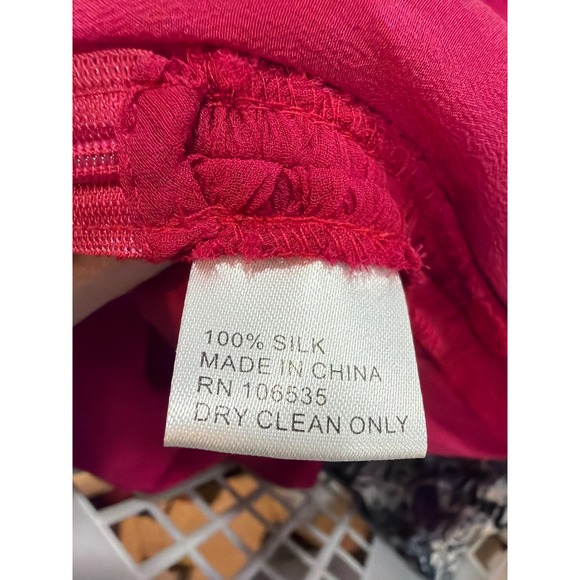 100% SILK
MADE IN CHINA
RN 106535
DRY CLEAN ONLY